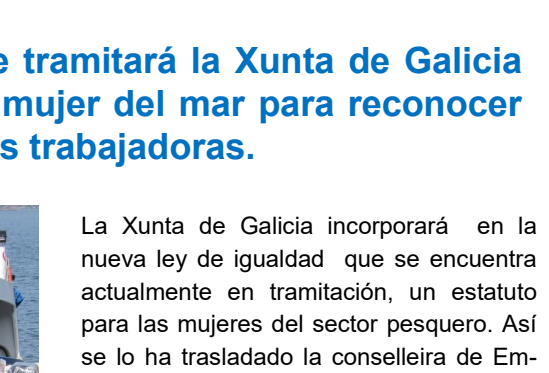 e tramitará la Xunta de Galicia
mujer del mar para reconocer
s trabajadoras.
La Xunta de Galicia incorporará en la
nueva ley de igualdad que se encuentra
actualmente en tramitación, un estatuto
para las mujeres del sector pesquero. Así
se lo ha trasladado la conselleira de Em-